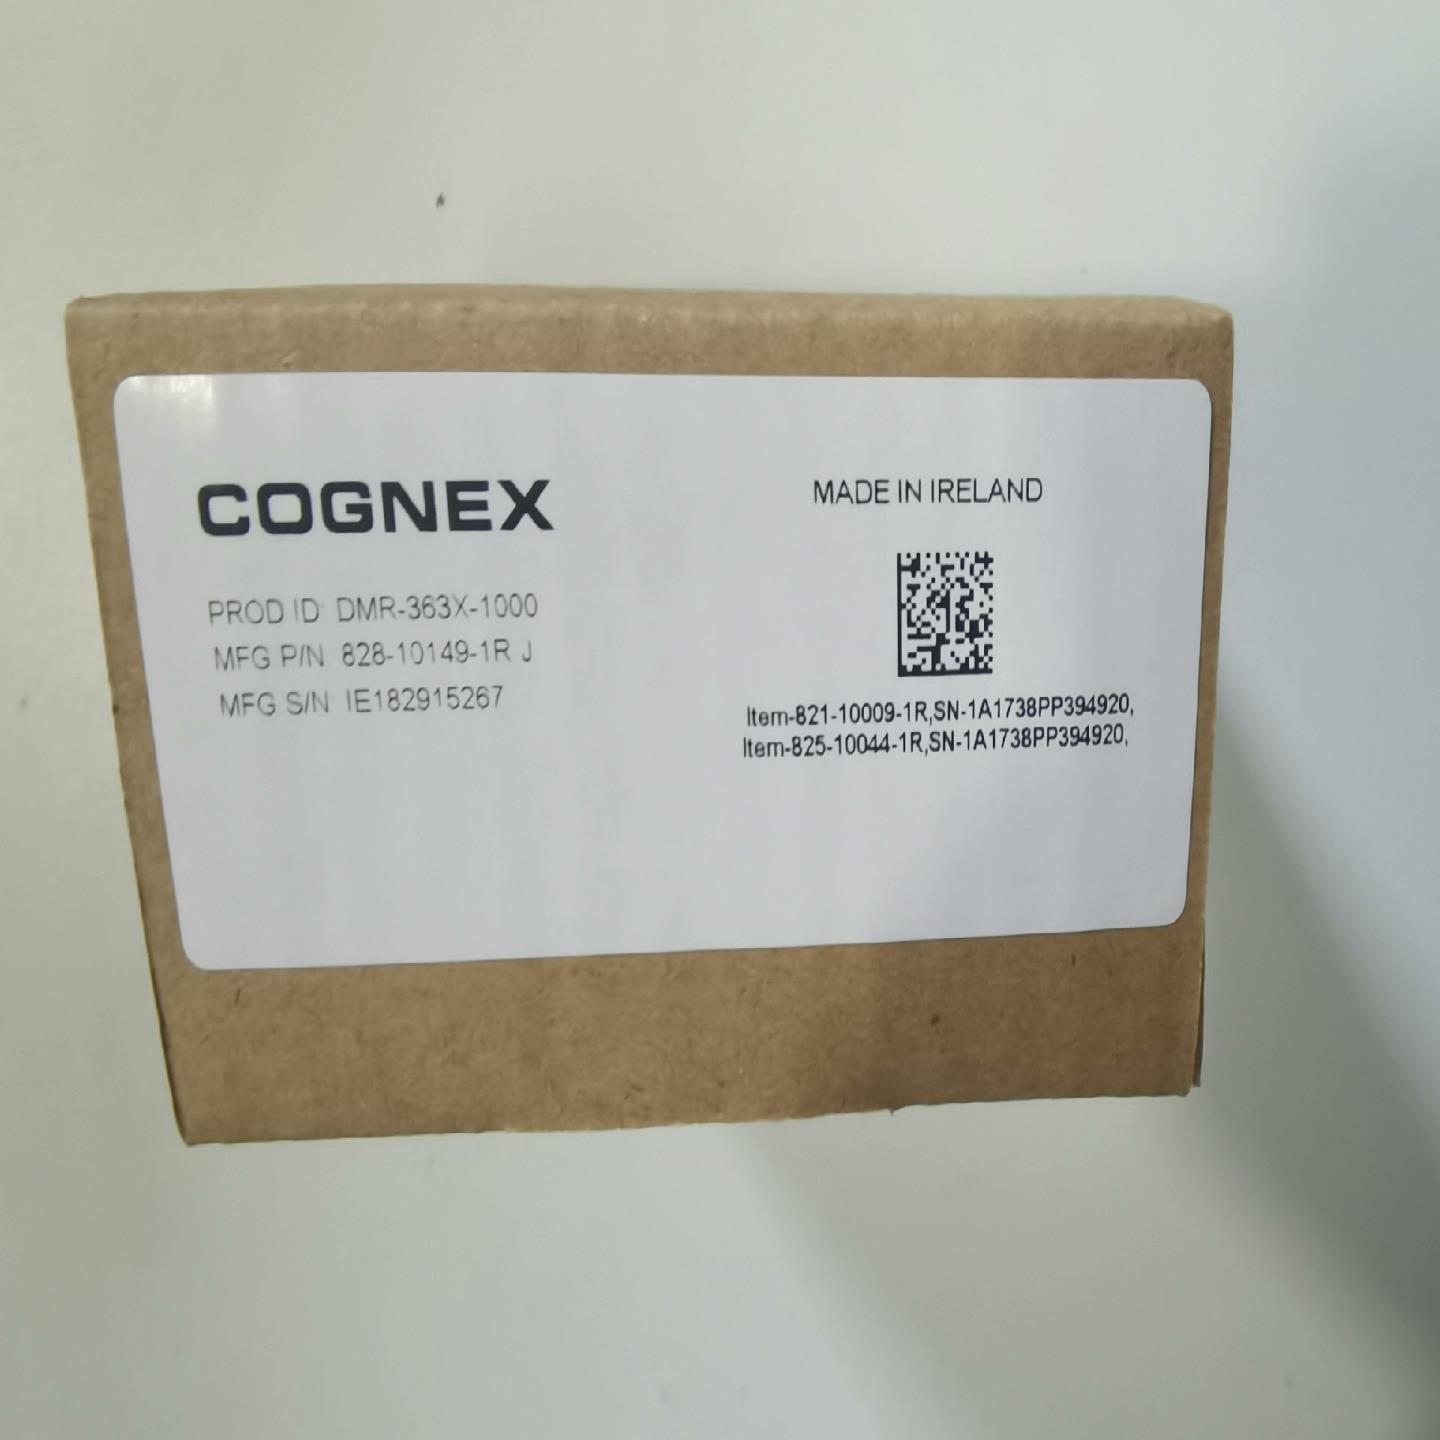 COGNEX
PROD ID DMR-363X-1000
MFG P/N 828-10149-1R J
MFG S/N IE182915267
MADE IN IRELAND
Item-821-10009-1R,SN-1A1738PP394920,
Item-825-10044-1R,SN-1A1738PP394920,